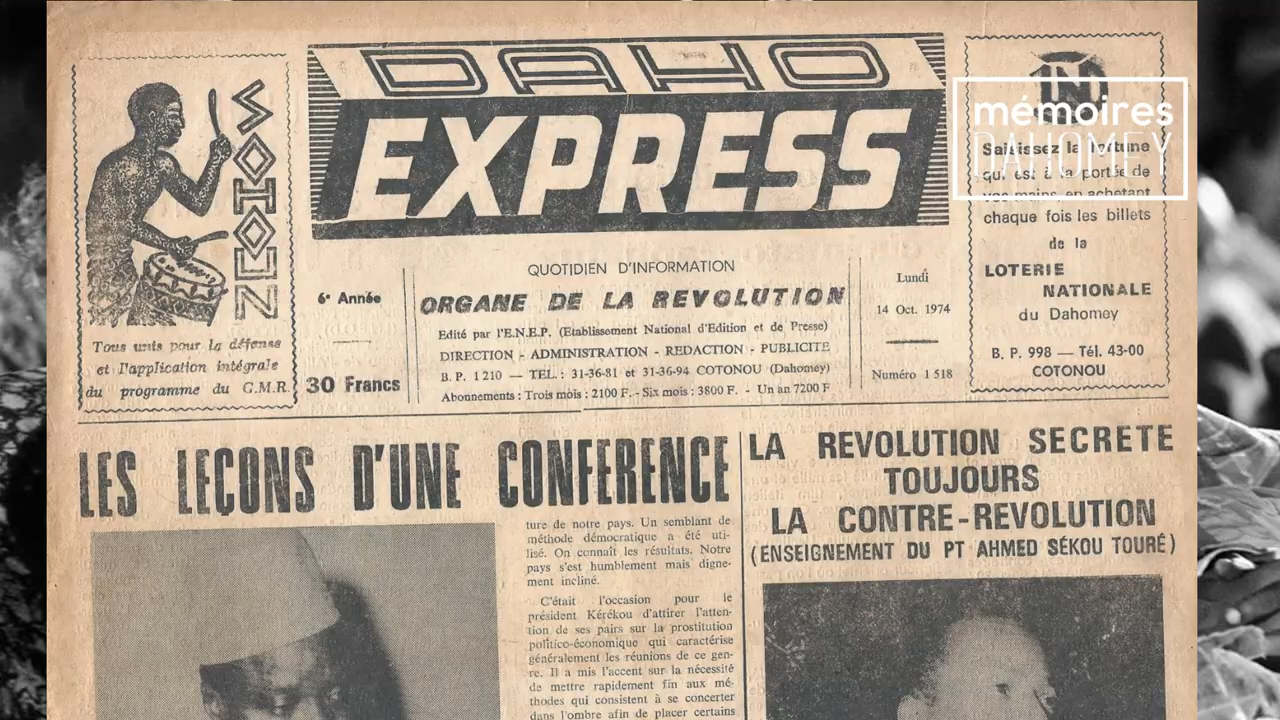 DAHO
EXPRESS
SOHOUN
Tous unis pour la défense
et l'application intégrale
du programme du G.M.R.
6e Année
30 Francs
QUOTIDIEN D'INFORMATION
ORGANE DE LA REVOLUTION
Edité par l'E.N.E.P. (Etablissement National d'Edition et de Presse)
DIRECTION - ADMINISTRATION - REDACTION - PUBLICITE
B. P. 1210 — TEL. : 31-36-81 et 31-36-94 COTONOU (Dahomey)
Abonnements : Trois mois : 2100 F. - Six mois : 3800 F. - Un an 7200 F
Lundi
14 Oct. 1974
Numéro 1 518
mémoires
DAHOMEY
Saisissez la fortune
qui est à la portée de
vos mains en achetant
chaque fois les billets
de la
LOTERIE
NATIONALE
du Dahomey
B. P. 998 — Tél. 43-00
COTONOU
LES LEÇONS D'UNE CONFERENCE
ture de notre pays. Un semblant de
méthode démocratique a été uti-
lisé. On connaît les résultats. Notre
pays s'est humblement mais digne-
ment incliné.
C'était l'occasion pour le
président Kérékou d'attirer l'atten-
tion de ses pairs sur la prostitution
politico-économique qui caractérise
généralement les réunions de ce gen-
re. Il a mis l'accent sur la nécessité
de mettre rapidement fin aux mé-
thodes qui consistent à se concerter
dans l'ombre afin de placer certains
LA REVOLUTION SECRETE
TOUJOURS
LA CONTRE-REVOLUTION
(ENSEIGNEMENT DU PT AHMED SÉKOU TOURÉ)